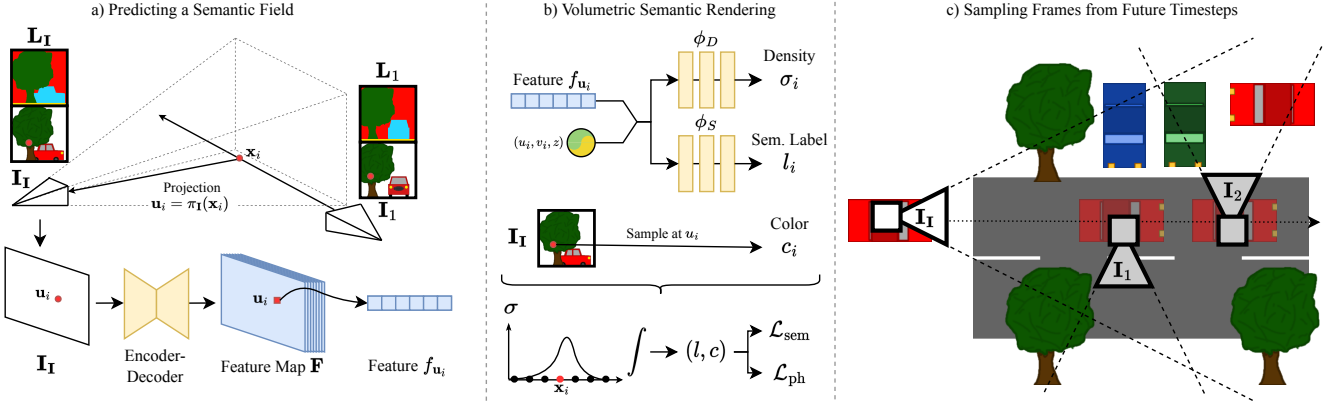 a) Predicting a Semantic Field
L_I
I_I
L_1
I_1
x_i
Projection
u_i = π_I(x_i)
u_i
I_I
Encoder-
Decoder
u_i
Feature Map F
Feature f_{u_i}
b) Volumetric Semantic Rendering
Feature f_{u_i}
(u_i, v_i, z)
ϕ_D
Density
σ_i
ϕ_S
Sem. Label
l_i
I_I
Sample at u_i
Color
c_i
σ
x_i
∫
(l, c)
ℒ_sem
ℒ_ph
c) Sampling Frames from Future Timesteps
I_I
I_1
I_2